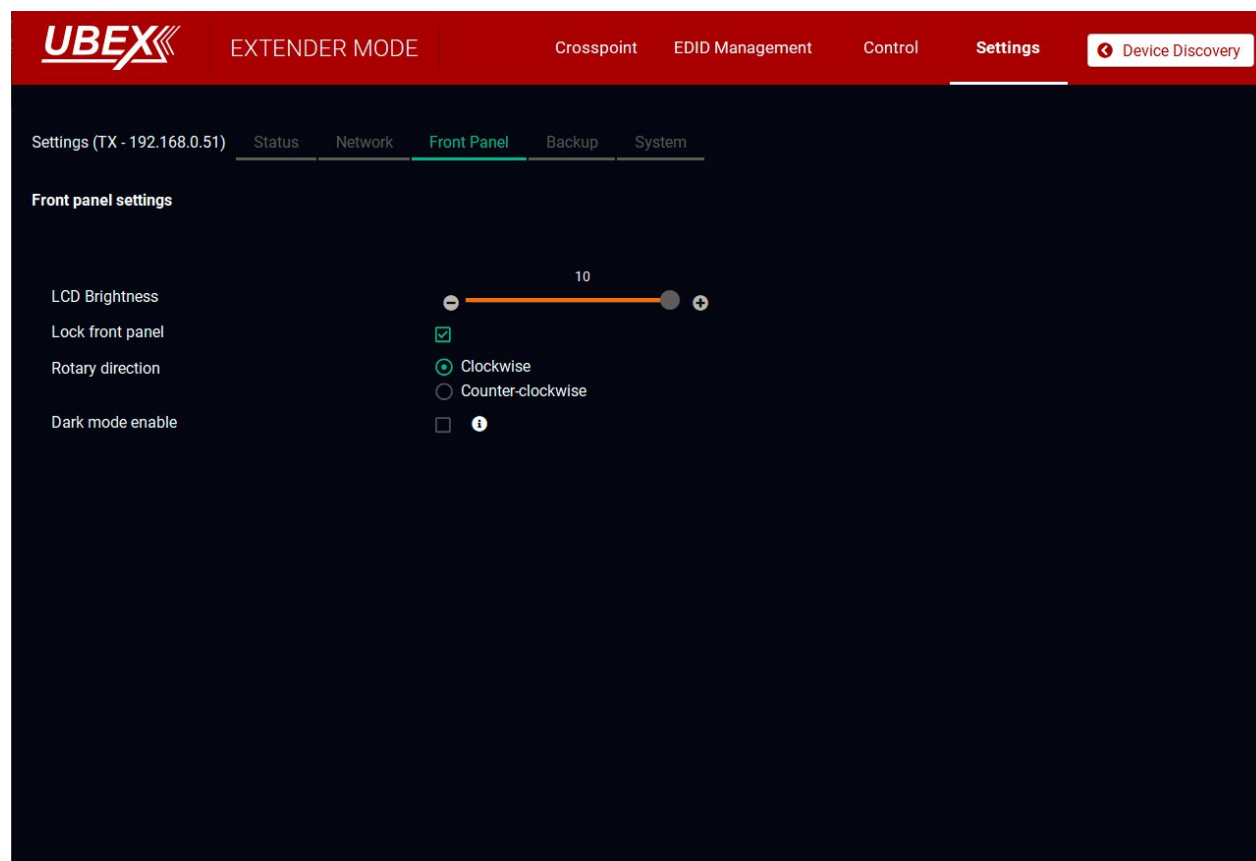 UBEX EXTENDER MODE Crosspoint EDID Management Control Settings Device Discovery
Settings (TX - 192.168.0.51) Status Network Front Panel Backup System
Front panel settings
10
LCD Brightness
Lock front panel
Rotary direction Clockwise
Counter-clockwise
Dark mode enable